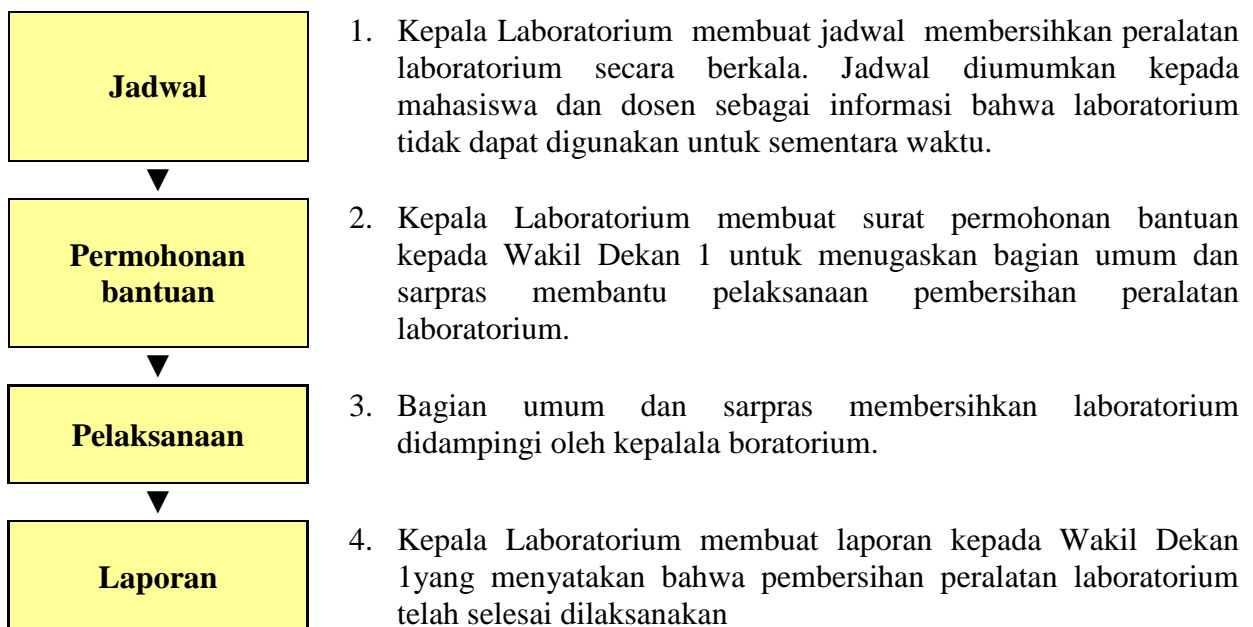 Jadwal
1. Kepala Laboratorium membuat jadwal membersihkan peralatan
laboratorium secara berkala. Jadwal diumumkan kepada
mahasiswa dan dosen sebagai informasi bahwa laboratorium
tidak dapat digunakan untuk sementara waktu.
▼
Permohonan
bantuan
2. Kepala Laboratorium membuat surat permohonan bantuan
kepada Wakil Dekan 1 untuk menugaskan bagian umum dan
sarpras membantu pelaksanaan pembersihan peralatan
laboratorium.
▼
Pelaksanaan
3. Bagian umum dan sarpras membersihkan laboratorium
didampingi oleh kepalala boratorium.
▼
Laporan
4. Kepala Laboratorium membuat laporan kepada Wakil Dekan
1yang menyatakan bahwa pembersihan peralatan laboratorium
telah selesai dilaksanakan